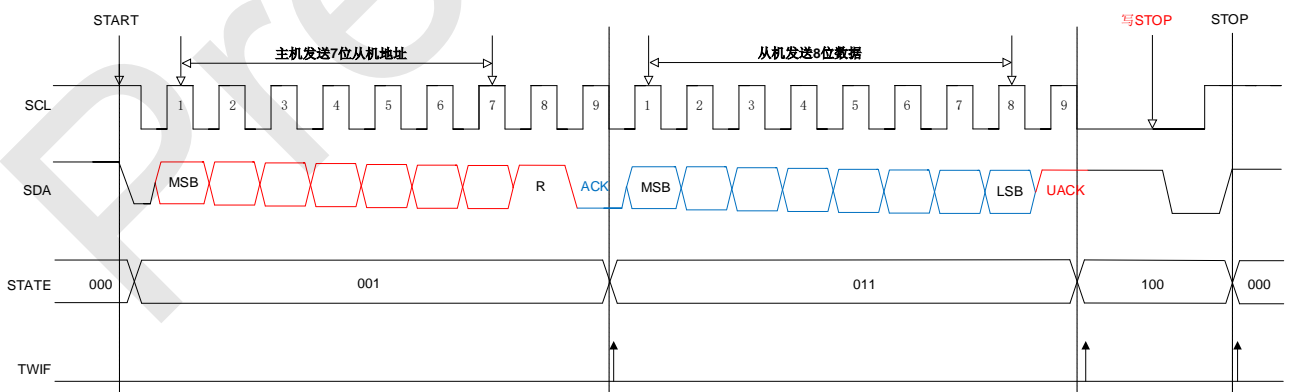 START 写STOP STOP
主机发送7位从机地址 从机发送8位数据
SCL 1 2 3 4 5 6 7 8 9 1 2 3 4 5 6 7 8 9
SDA MSB R ACK MSB LSB UACK
STATE 000 001 011 100 000
TWIF
Pre